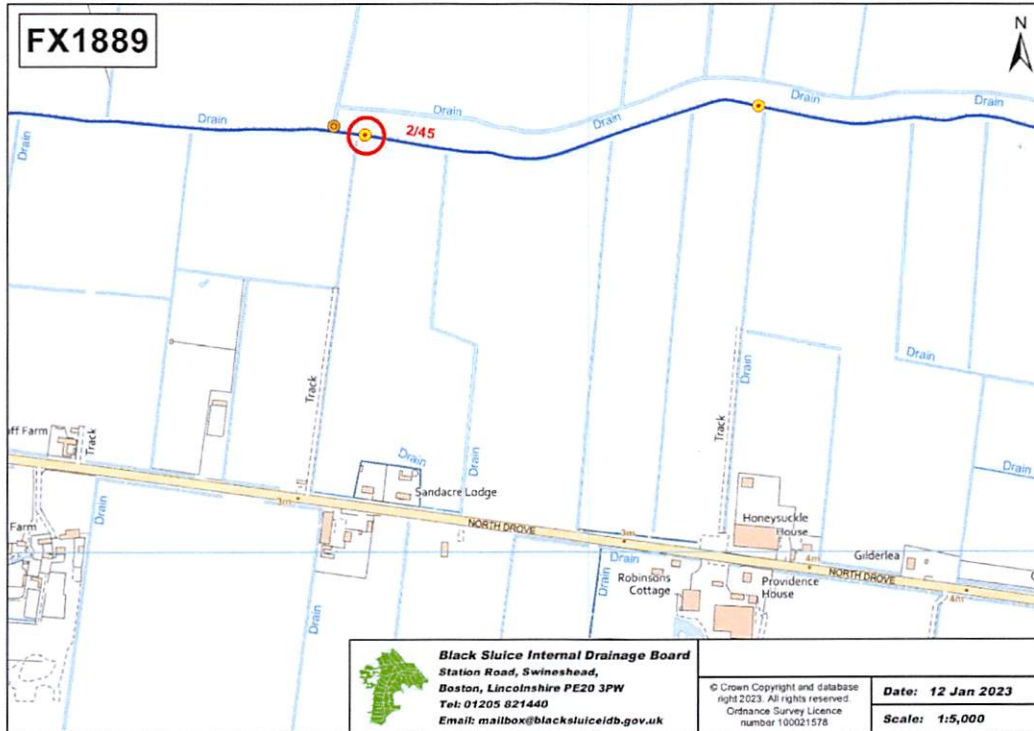 FX1889
N
Drain
Drain
Drain
Drain
Drain
Drain
2/45
Track
Track
Drain
Drain
Drain
aff Farm
Track
Drain
Drain
Drain
Sandacre Lodge
3m
Farm
Drain
NORTH DROVE
3m
Honeysuckle
House
4m
Gilderlea
NORTH DROVE
Drain
Drain
Drain
Robinsons
Cottage
Providence
House
4m
Black Sluice Internal Drainage Board
Station Road, Swineshead,
Boston, Lincolnshire PE20 3PW
Tel: 01205 821440
Email: mailbox@blacksluiceidb.gov.uk
© Crown Copyright and database
right 2023. All rights reserved.
Ordnance Survey Licence
number 100021578
Date: 12 Jan 2023
Scale: 1:5,000